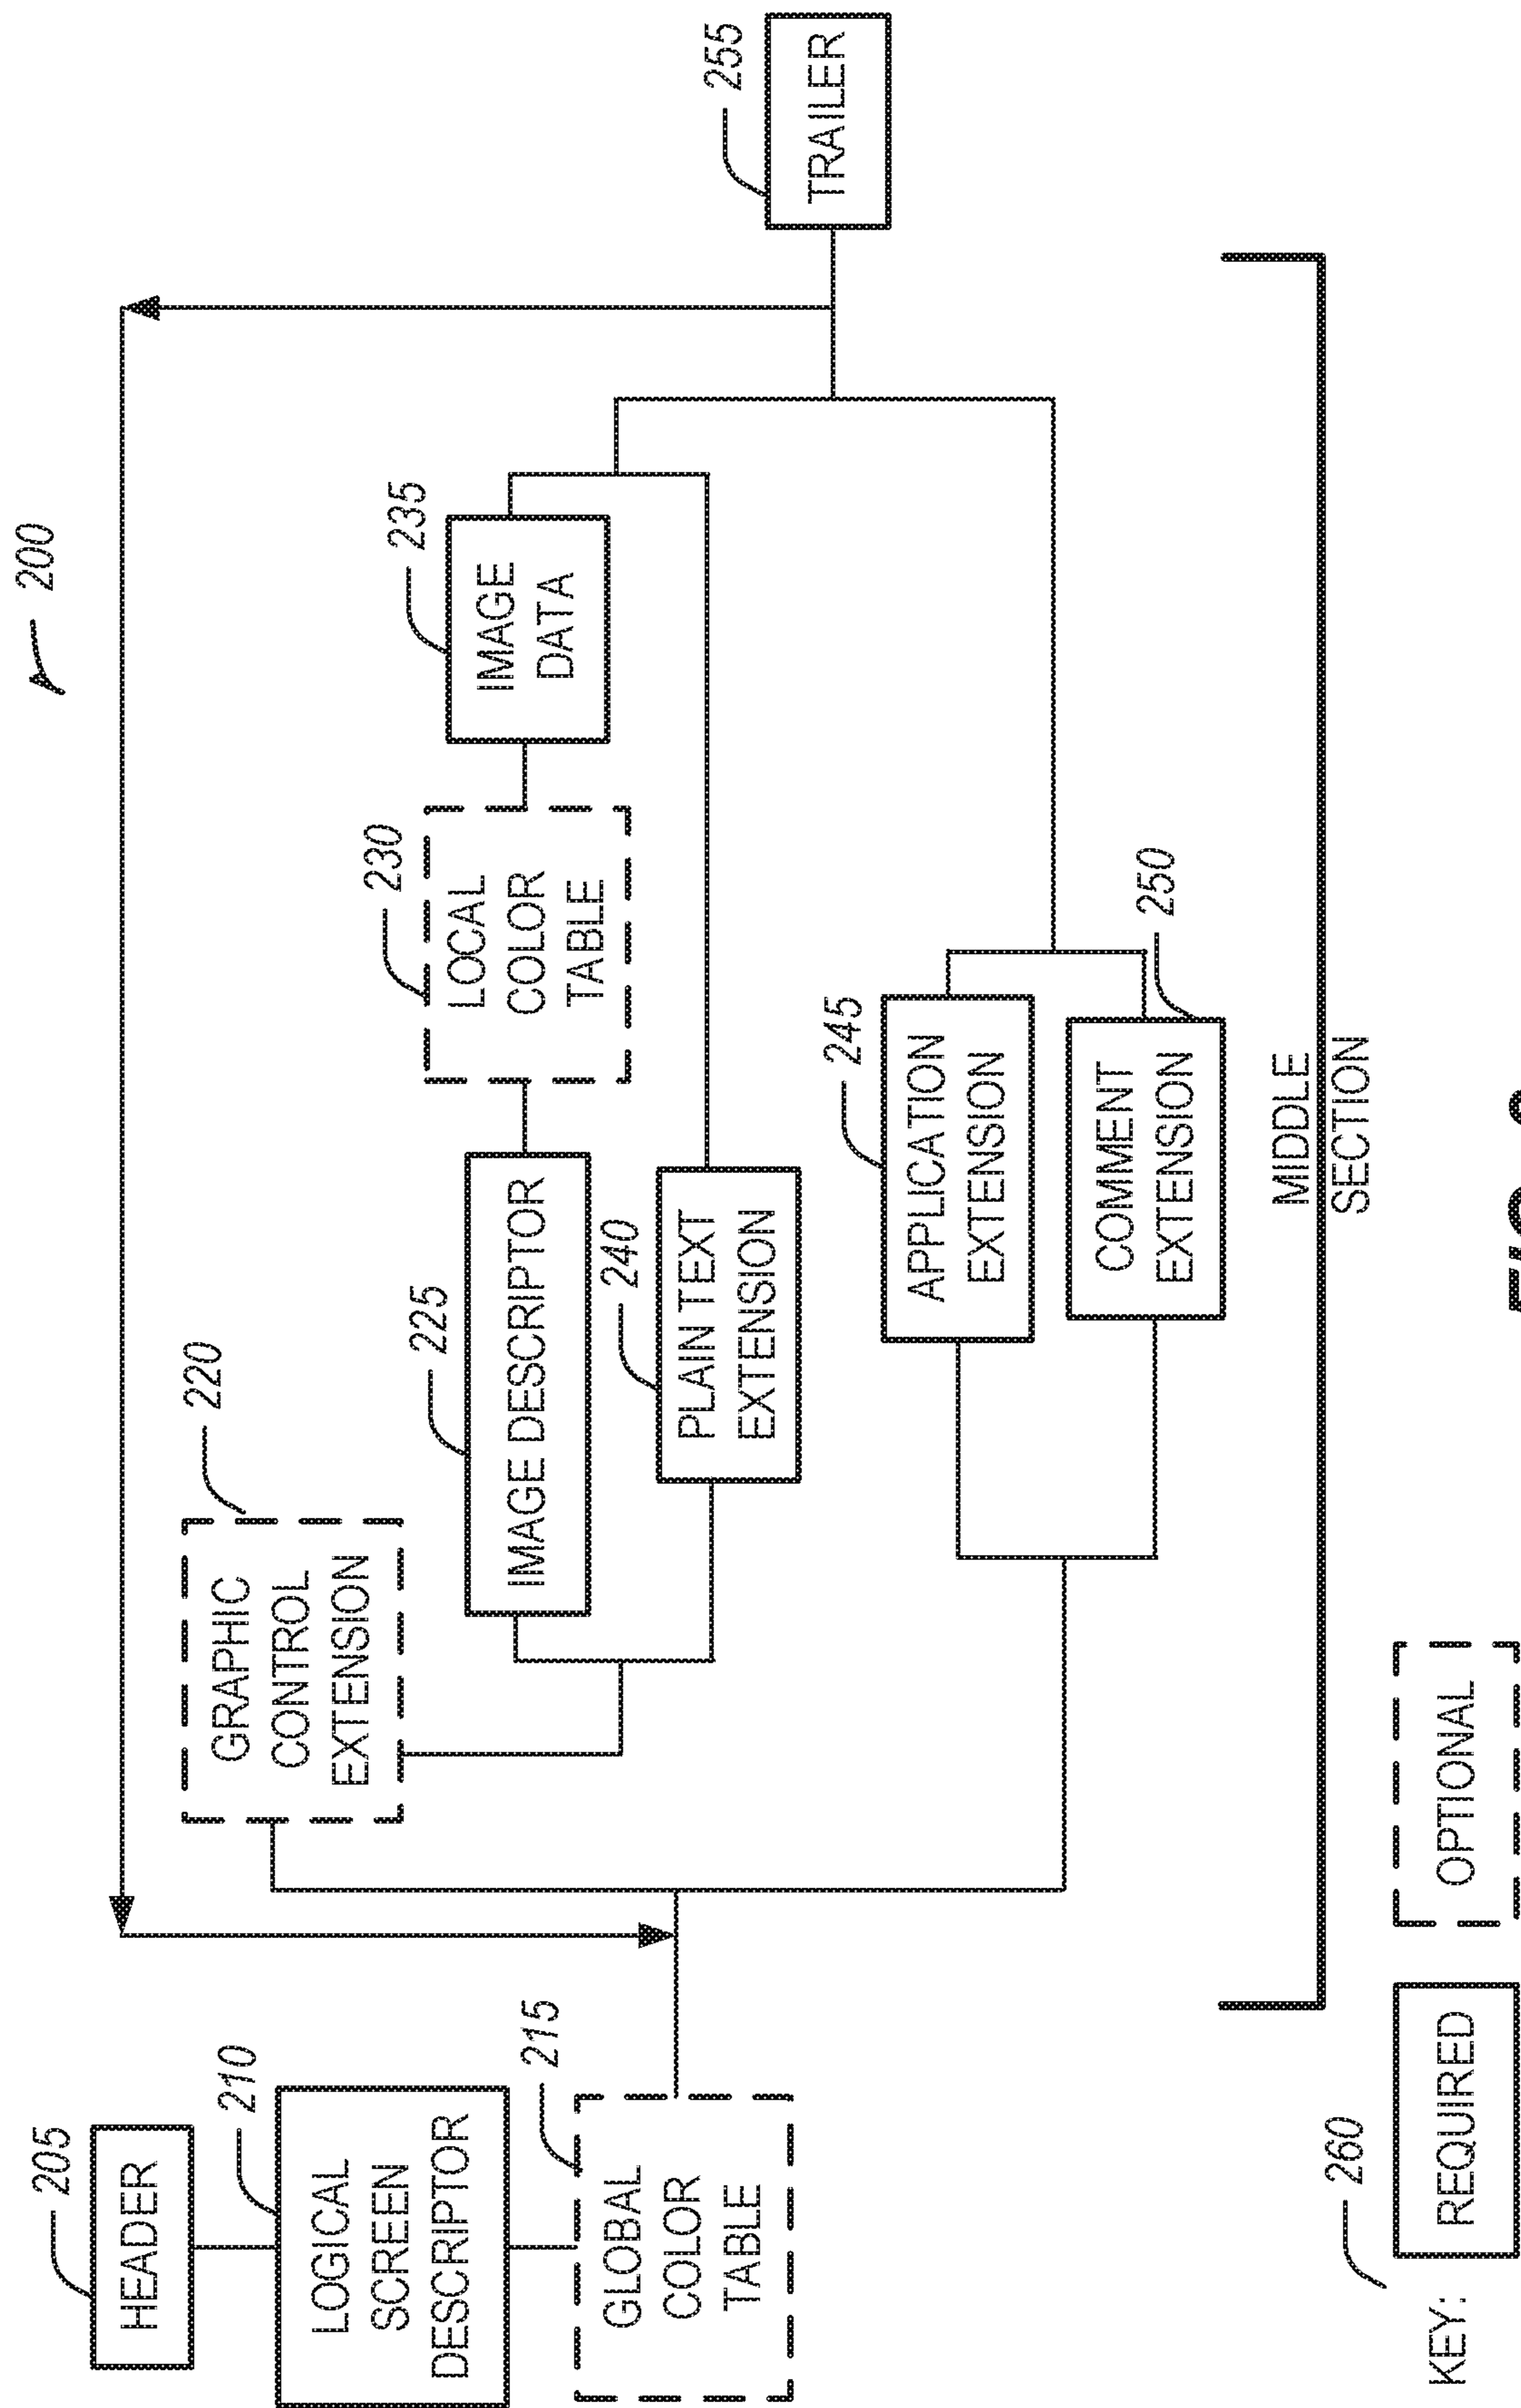 200
205
HEADER
210
LOGICAL
SCREEN
DESCRIPTOR
215
GLOBAL
COLOR
TABLE
220
GRAPHIC
CONTROL
EXTENSION
225
IMAGE DESCRIPTOR
230
LOCAL
COLOR
TABLE
235
IMAGE
DATA
240
PLAIN TEXT
EXTENSION
245
APPLICATION
EXTENSION
COMMENT
EXTENSION
250
255
TRAILER
MIDDLE
SECTION
260
KEY:
REQUIRED
OPTIONAL